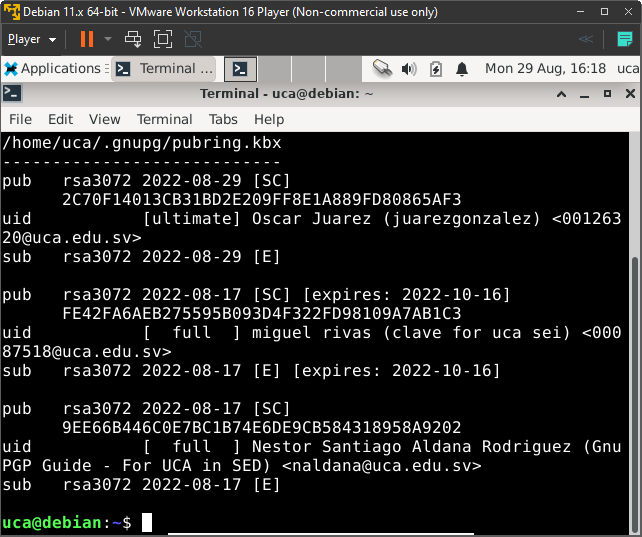 Debian 11.x 64-bit - VMware Workstation 16 Player (Non-commercial use only)
Player
Applications Terminal ... Mon 29 Aug, 16:18 uca
Terminal - uca@debian: ~
File Edit View Terminal Tabs Help
/home/uca/.gnupg/pubring.kbx
----------------------------
pub   rsa3072 2022-08-29 [SC]
      2C70F14013CB31BD2E209FF8E1A889FD80865AF3
uid           [ultimate] Oscar Juarez (juarezgonzalez) <001263
20@uca.edu.sv>
sub   rsa3072 2022-08-29 [E]
pub   rsa3072 2022-08-17 [SC] [expires: 2022-10-16]
      FE42FA6AEB275595B093D4F322FD98109A7AB1C3
uid           [  full  ] miguel rivas (clave for uca sei) <000
87518@uca.edu.sv>
sub   rsa3072 2022-08-17 [E] [expires: 2022-10-16]
pub   rsa3072 2022-08-17 [SC]
      9EE66B446C0E7BC1B74E6DE9CB584318958A9202
uid           [  full  ] Nestor Santiago Aldana Rodriguez (Gnu
PGP Guide - For UCA in SED) <naldana@uca.edu.sv>
sub   rsa3072 2022-08-17 [E]
uca@debian:~$